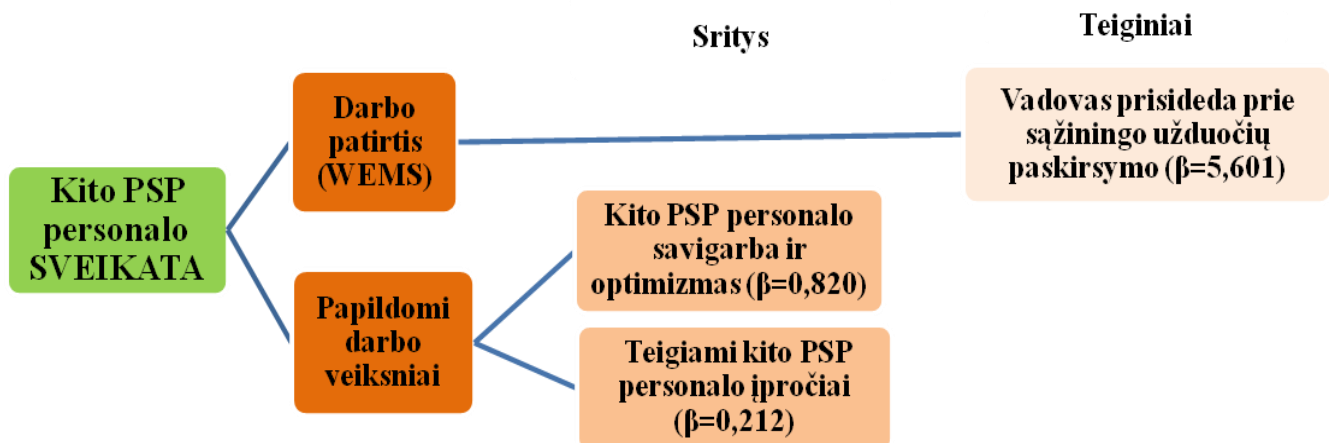 Sritys
Teiginiai
Kito PSP
personalo
SVEIKATA
Darbo
patirtis
(WEMS)
Vadovas prisideda prie
sąžiningo užduočių
paskirsymo (β=5,601)
Papildomi
darbo
veiksniai
Kito PSP personalo
savigarba ir
optimizmas (β=0,820)
Teigiami kito PSP
personalo įpročiai
(β=0,212)